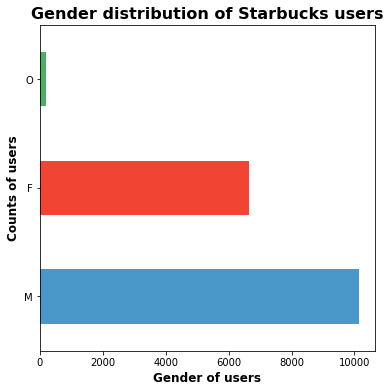 Gender distribution of Starbucks users
O
F
M
Counts of users
0 2000 4000 6000 8000 10000
Gender of users